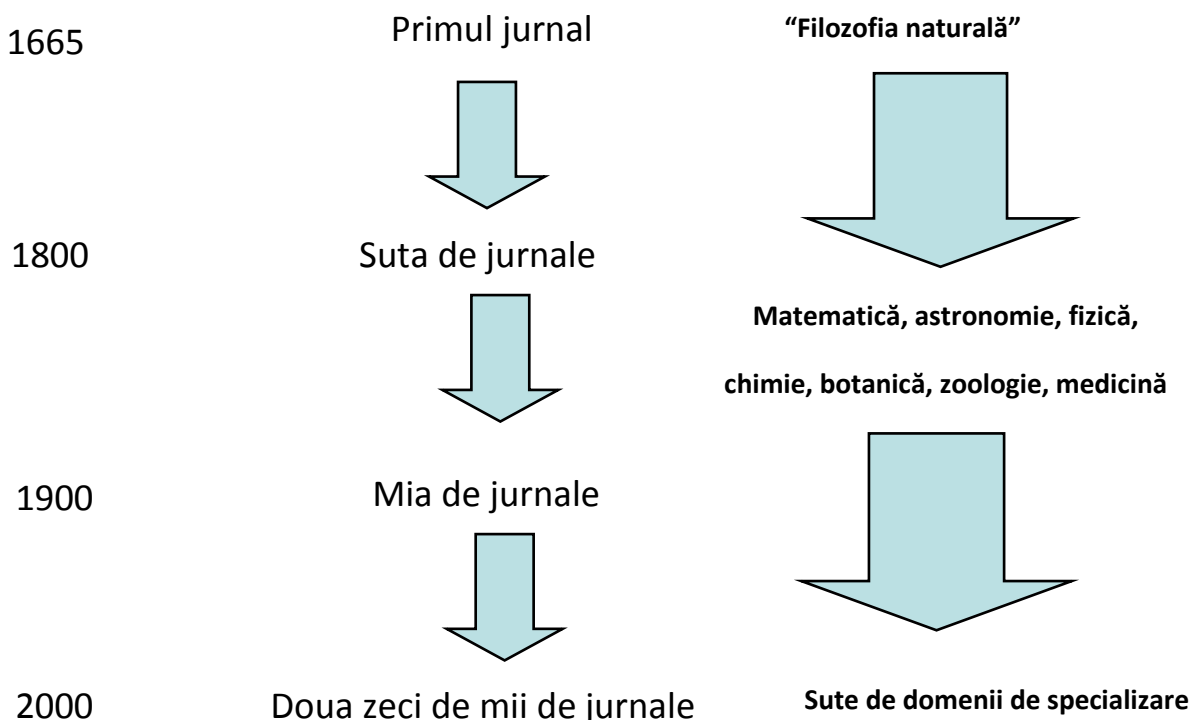 1665
Primul jurnal
“Filozofia naturală”
1800
Suta de jurnale
Matematică, astronomie, fizică,
chimie, botanică, zoologie, medicină
1900
Mia de jurnale
2000
Doua zeci de mii de jurnale
Sute de domenii de specializare